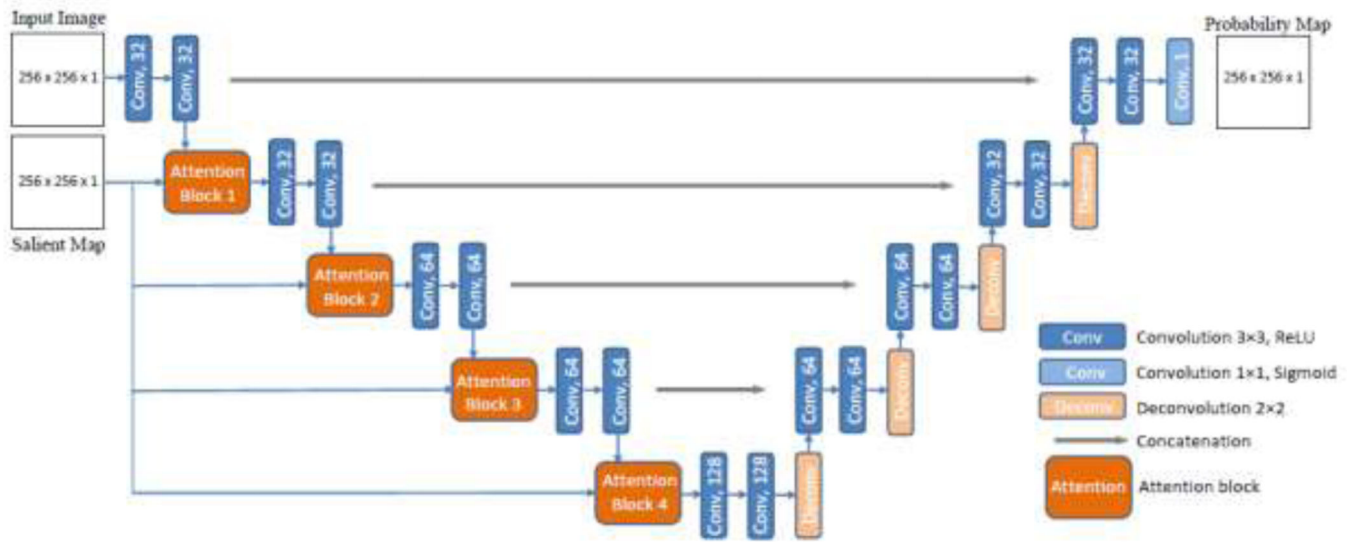 Input Image
256 x 256 x 1
Conv, 32
Conv, 32
Conv, 32
Conv, 32
Conv, 1
Probability Map
256 x 256 x 1
256 x 256 x 1
Salient Map
Attention
Block 1
Conv, 32
Conv, 32
Conv, 32
Conv, 32
Deconv
Attention
Block 2
Conv, 64
Conv, 64
Conv, 64
Conv, 64
Deconv
Attention
Block 3
Conv, 64
Conv, 64
Conv, 64
Conv, 64
Deconv
Attention
Block 4
Conv, 128
Conv, 128
Deconv
Conv
Convolution 3×3, ReLU
Conv
Convolution 1×1, Sigmoid
Deconv
Deconvolution 2×2
Concatenation
Attention
Attention block